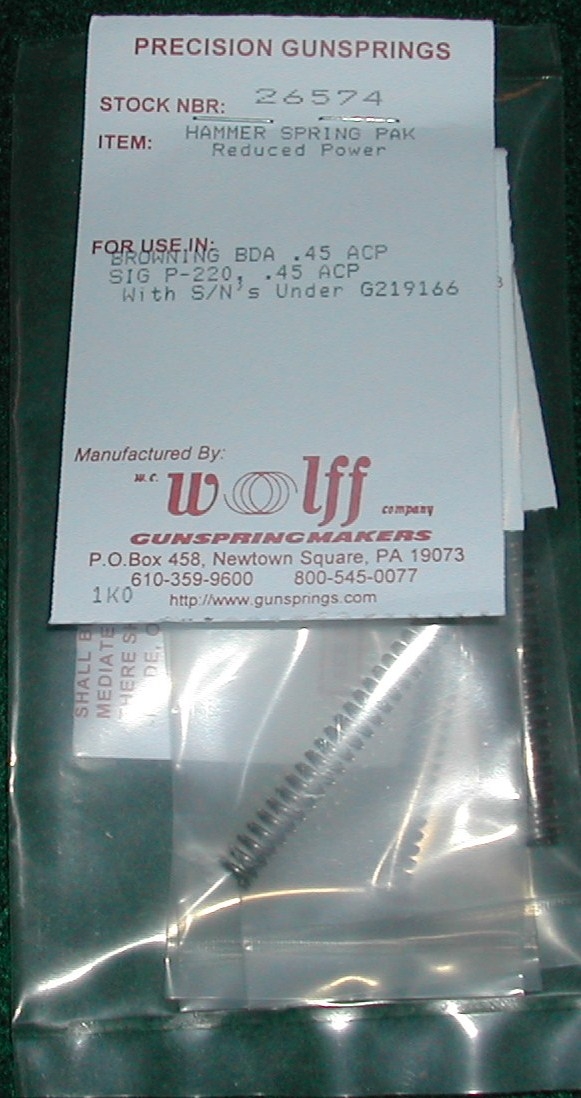 PRECISION GUNSPRINGS
STOCK NBR: 26574
ITEM: HAMMER SPRING PAK
Reduced Power
FOR USE IN:
BROWNING BDA .45 ACP
SIG P-220, .45 ACP
With S/N's Under G219166
Manufactured By:
W.C. Wolff company
GUNSPRINGMAKERS
P.O.Box 458, Newtown Square, PA 19073
610-359-9600 800-545-0077
1K0 http://www.gunsprings.com
SHALL B
MEDIATE